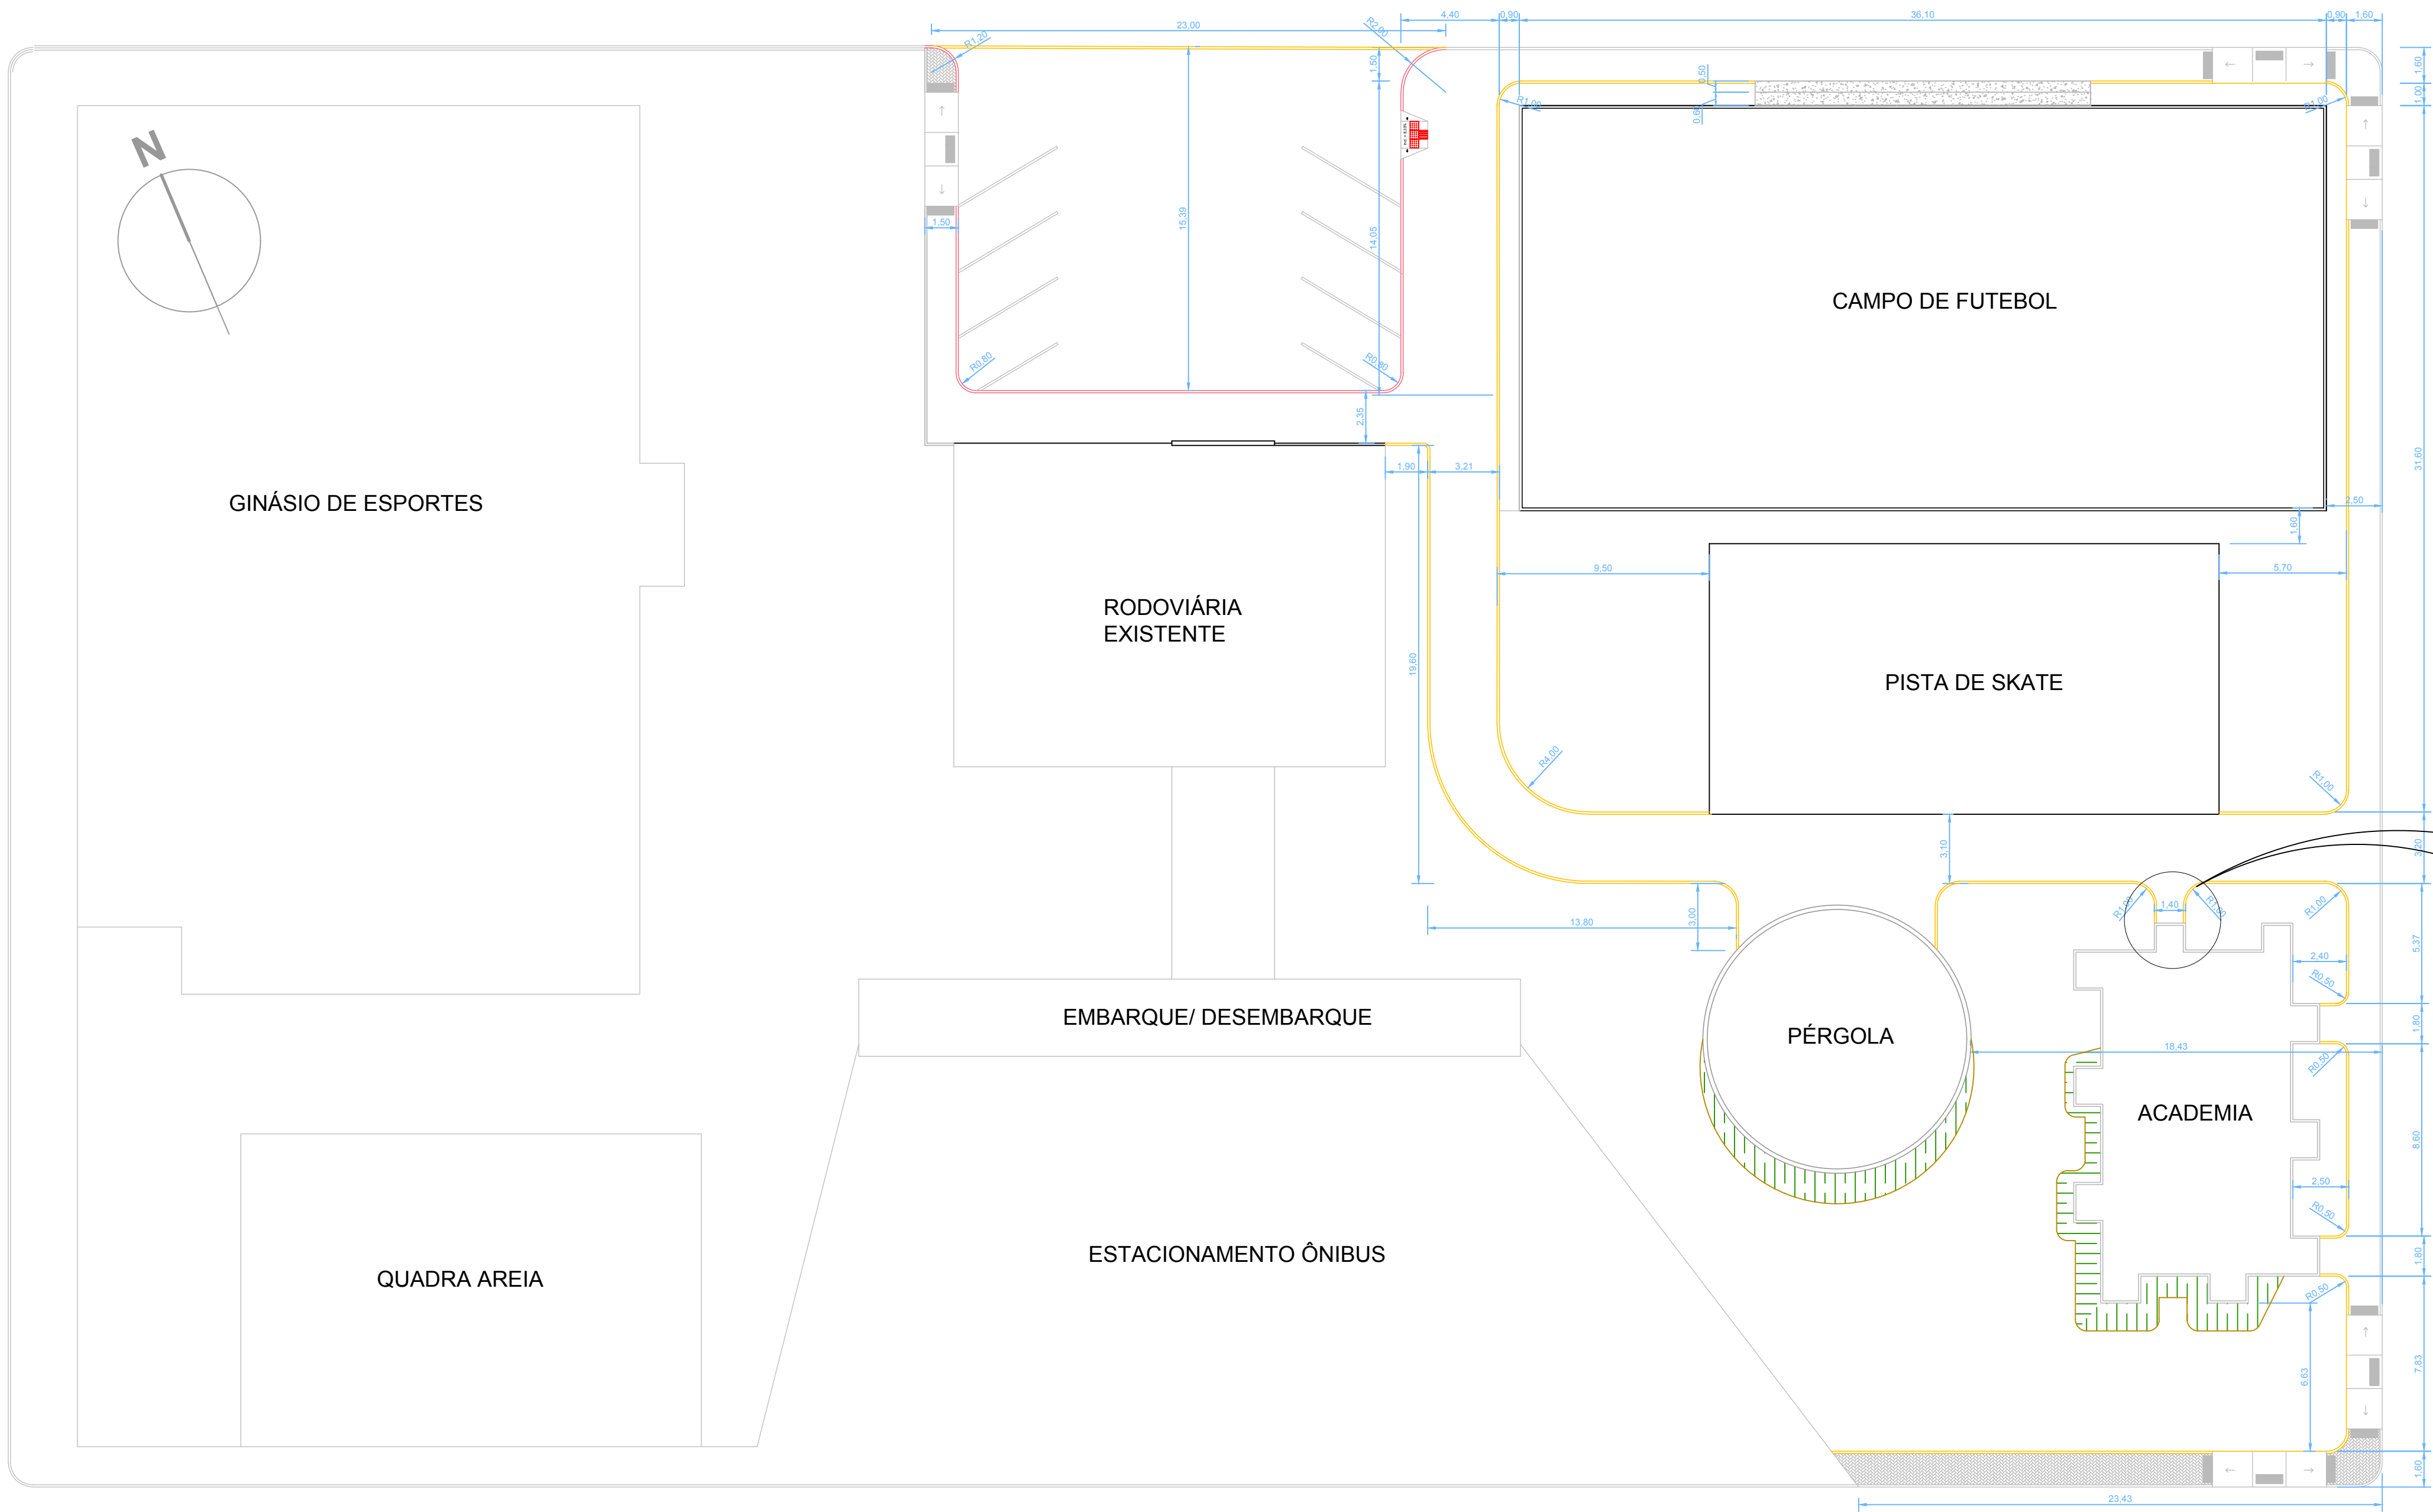 23,00
4,40
0,90
36,10
0,90
1,60
R1,20
R2,00
1,50
0,50
0,60
R1,00
R1,00
1,60
1,00
N
1,50
15,39
14,05
CAMPO DE FUTEBOL
R0,80
R0,80
2,35
1,90
3,21
31,60
2,50
1,60
GINÁSIO DE ESPORTES
9,50
5,70
RODOVIÁRIA
EXISTENTE
19,60
PISTA DE SKATE
R4,00
R1,00
3,10
3,20
3,00
13,80
R1,00
1,40
R1,00
R1,00
5,37
2,40
R0,50
EMBARQUE/ DESEMBARQUE
PÉRGOLA
1,80
18,43
R0,50
ACADEMIA
8,60
2,50
R0,50
ESTACIONAMENTO ÔNIBUS
QUADRA AREIA
1,80
R0,50
6,63
7,83
1,60
23,43